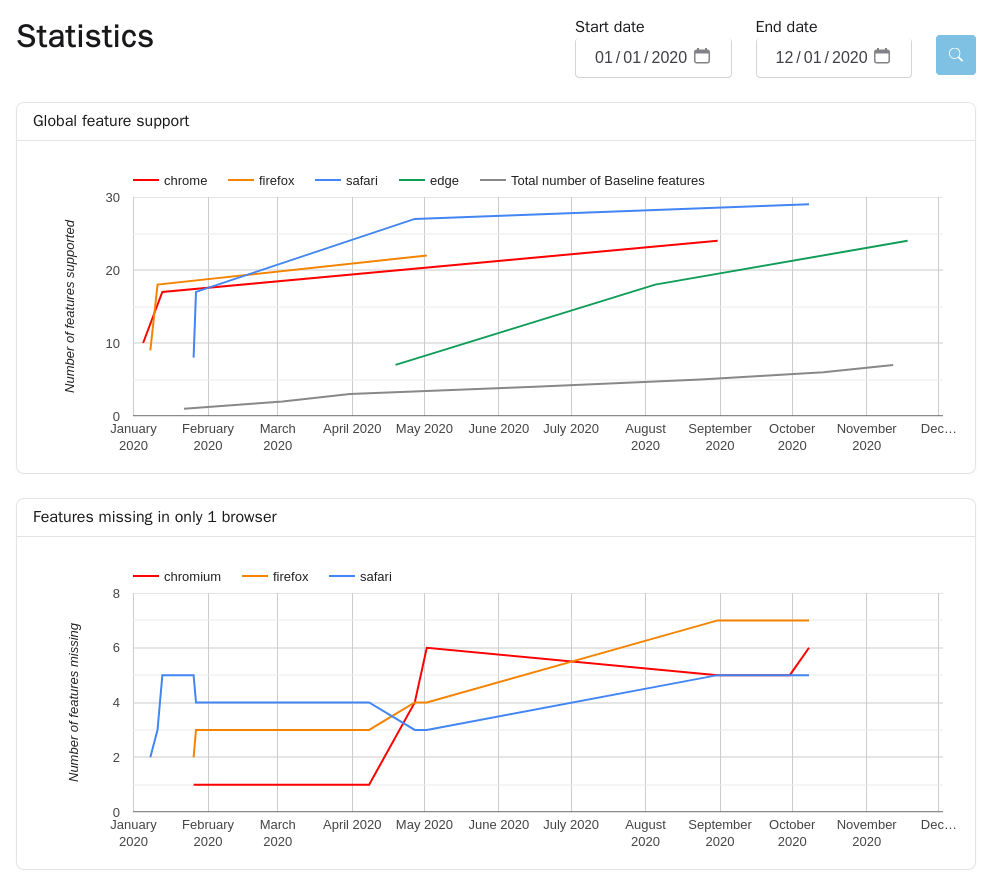 Statistics
Start date
End date
01/01/2020
12/01/2020
Global feature support
chrome firefox safari edge Total number of Baseline features
Number of features supported
30
20
10
0
January 2020
February 2020
March 2020
April 2020
May 2020
June 2020
July 2020
August 2020
September 2020
October 2020
November 2020
Dec…
Features missing in only 1 browser
chromium firefox safari
Number of features missing
8
6
4
2
0
January 2020
February 2020
March 2020
April 2020
May 2020
June 2020
July 2020
August 2020
September 2020
October 2020
November 2020
Dec…